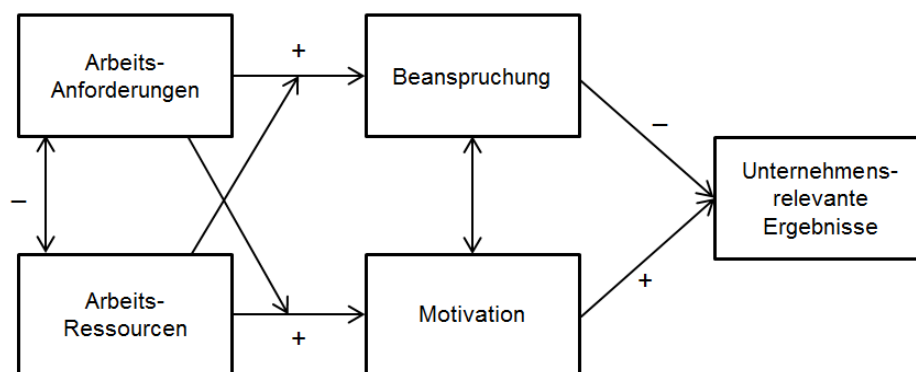 Arbeits-
Anforderungen
+
Beanspruchung
–
Unternehmens-
relevante
Ergebnisse
–
Arbeits-
Ressourcen
+
Motivation
+